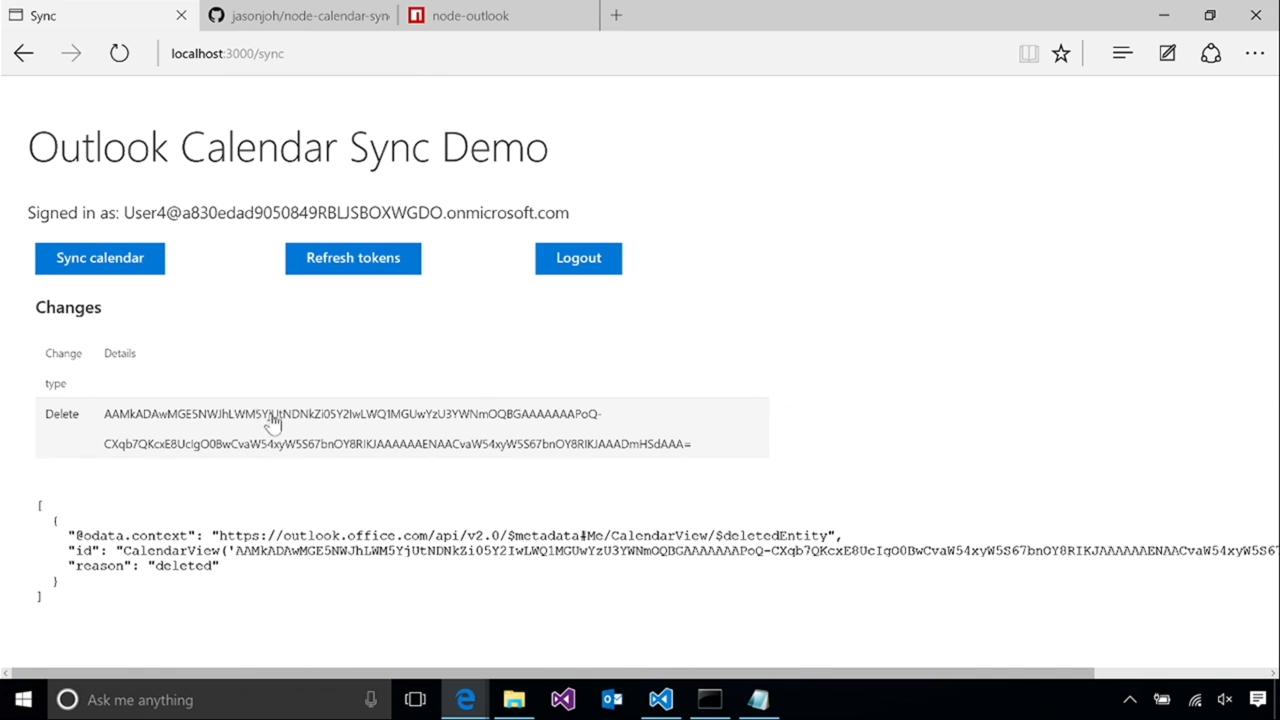 Sync
jasonjoh/node-calendar-syn
node-outlook
localhost:3000/sync
Outlook Calendar Sync Demo
Signed in as: User4@a830edad9050849RBLJSBOXWGDO.onmicrosoft.com
Sync calendar Refresh tokens Logout
Changes
Change Details
type
Delete AAMkADAwMGE5NWJhLWM5YjUtNDNkZi05Y2IwLWQ1MGUwYzU3YWNmOQBGAAAAAAAPoQ-
CXqb7QKcxE8UcIgO0BwCvaW54xyW5S67bnOY8RIKJAAAAAAENAACvaW54xyW5S67bnOY8RIKJAAADmHSdAAA=
[
{
"@odata.context": "https://outlook.office.com/api/v2.0/$metadata#Me/CalendarView/$deletedEntity",
"id": "CalendarView('AAMkADAwMGE5NWJhLWM5YjUtNDNkZi05Y2IwLWQ1MGUwYzU3YWNmOQBGAAAAAAAPoQ-CXqb7QKcxE8UcIgO0BwCvaW54xyW5S67bnOY8RIKJAAAAAAENAACvaW54xyW5S67
"reason": "deleted"
}
]
Ask me anything